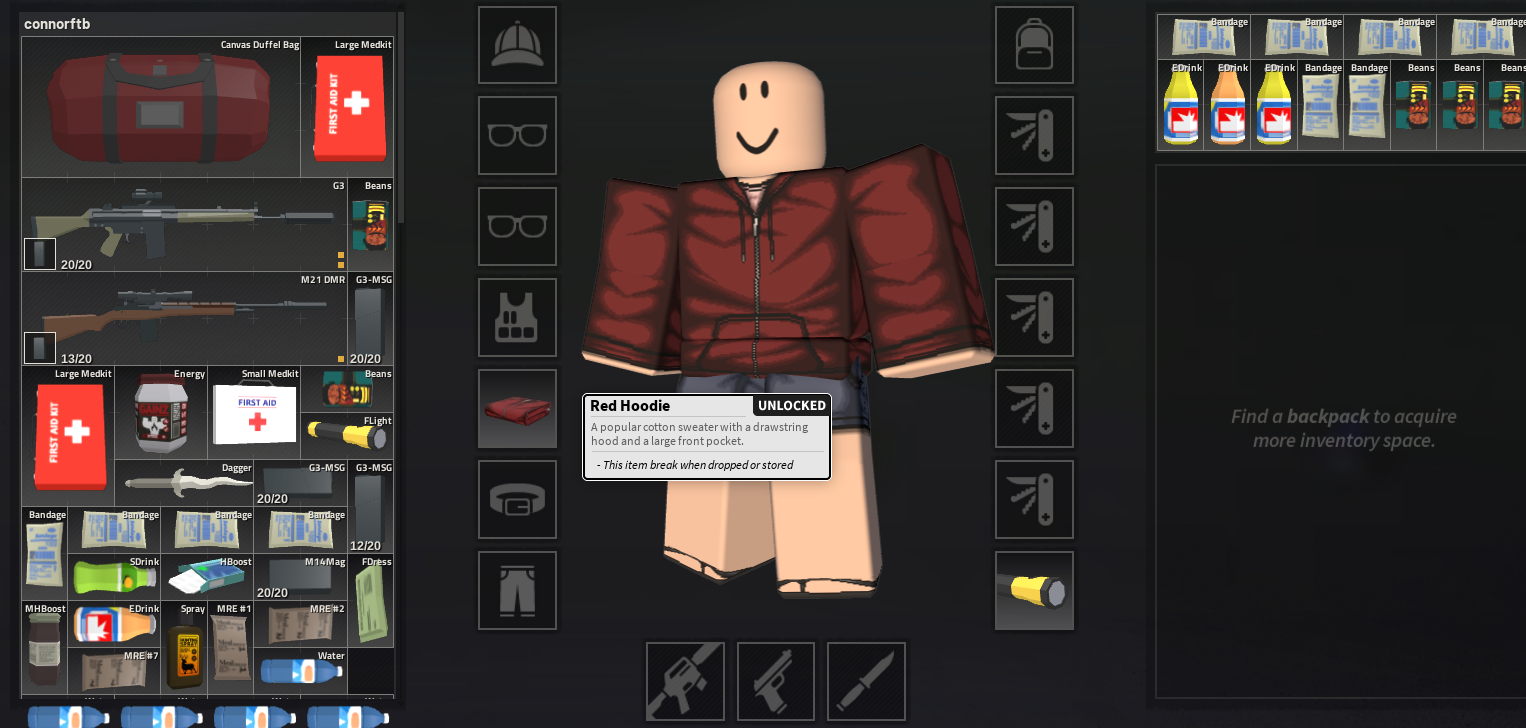 connorftb
Canvas Duffel Bag
Large Medkit
FIRST AID KIT
G3
Beans
20/20
M21 DMR
G3-MSG
13/20
20/20
Large Medkit
Energy
Small Medkit
Beans
FIRST AID KIT
GAINZ
FIRST AID
FLight
Dagger
G3-MSG
G3-MSG
20/20
Bandage
Bandage
Bandage
Bandage
12/20
SDrink
HBoost
M14Mag
FDress
20/20
MHBoost
EDrink
Spray
MRE #1
MRE #2
MRE #7
Water
Red Hoodie
UNLOCKED
A popular cotton sweater with a drawstring
hood and a large front pocket.
- This item break when dropped or stored
Bandage
Bandage
Bandage
Bandage
EDrink
EDrink
EDrink
Bandage
Bandage
Beans
Beans
Beans
Find a backpack to acquire
more inventory space.